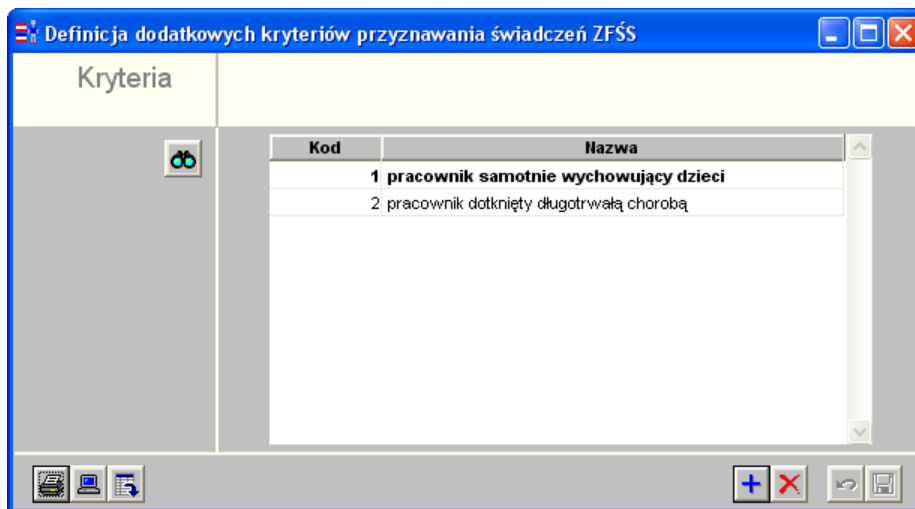 Definicja dodatkowych kryteriów przyznawania świadczeń ZFŚS
Kryteria
Kod Nazwa
1 pracownik samotnie wychowujący dzieci
2 pracownik dotknięty długotrwałą chorobą